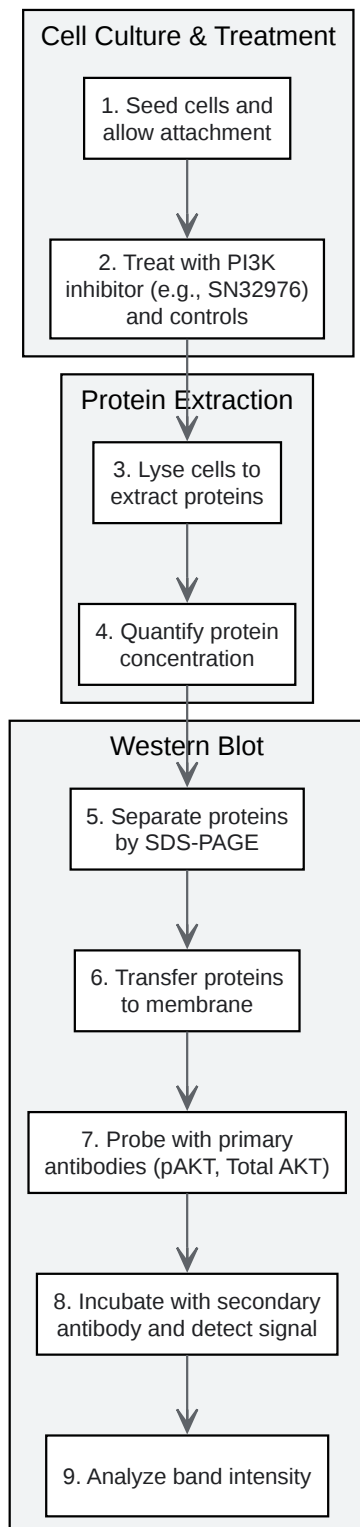 Cell Culture & Treatment
1. Seed cells and
allow attachment
2. Treat with PI3K
inhibitor (e.g., SN32976)
and controls
Protein Extraction
3. Lyse cells to
extract proteins
4. Quantify protein
concentration
Western Blot
5. Separate proteins
by SDS-PAGE
6. Transfer proteins
to membrane
7. Probe with primary
antibodies (pAKT, Total AKT)
8. Incubate with secondary
antibody and detect signal
9. Analyze band intensity